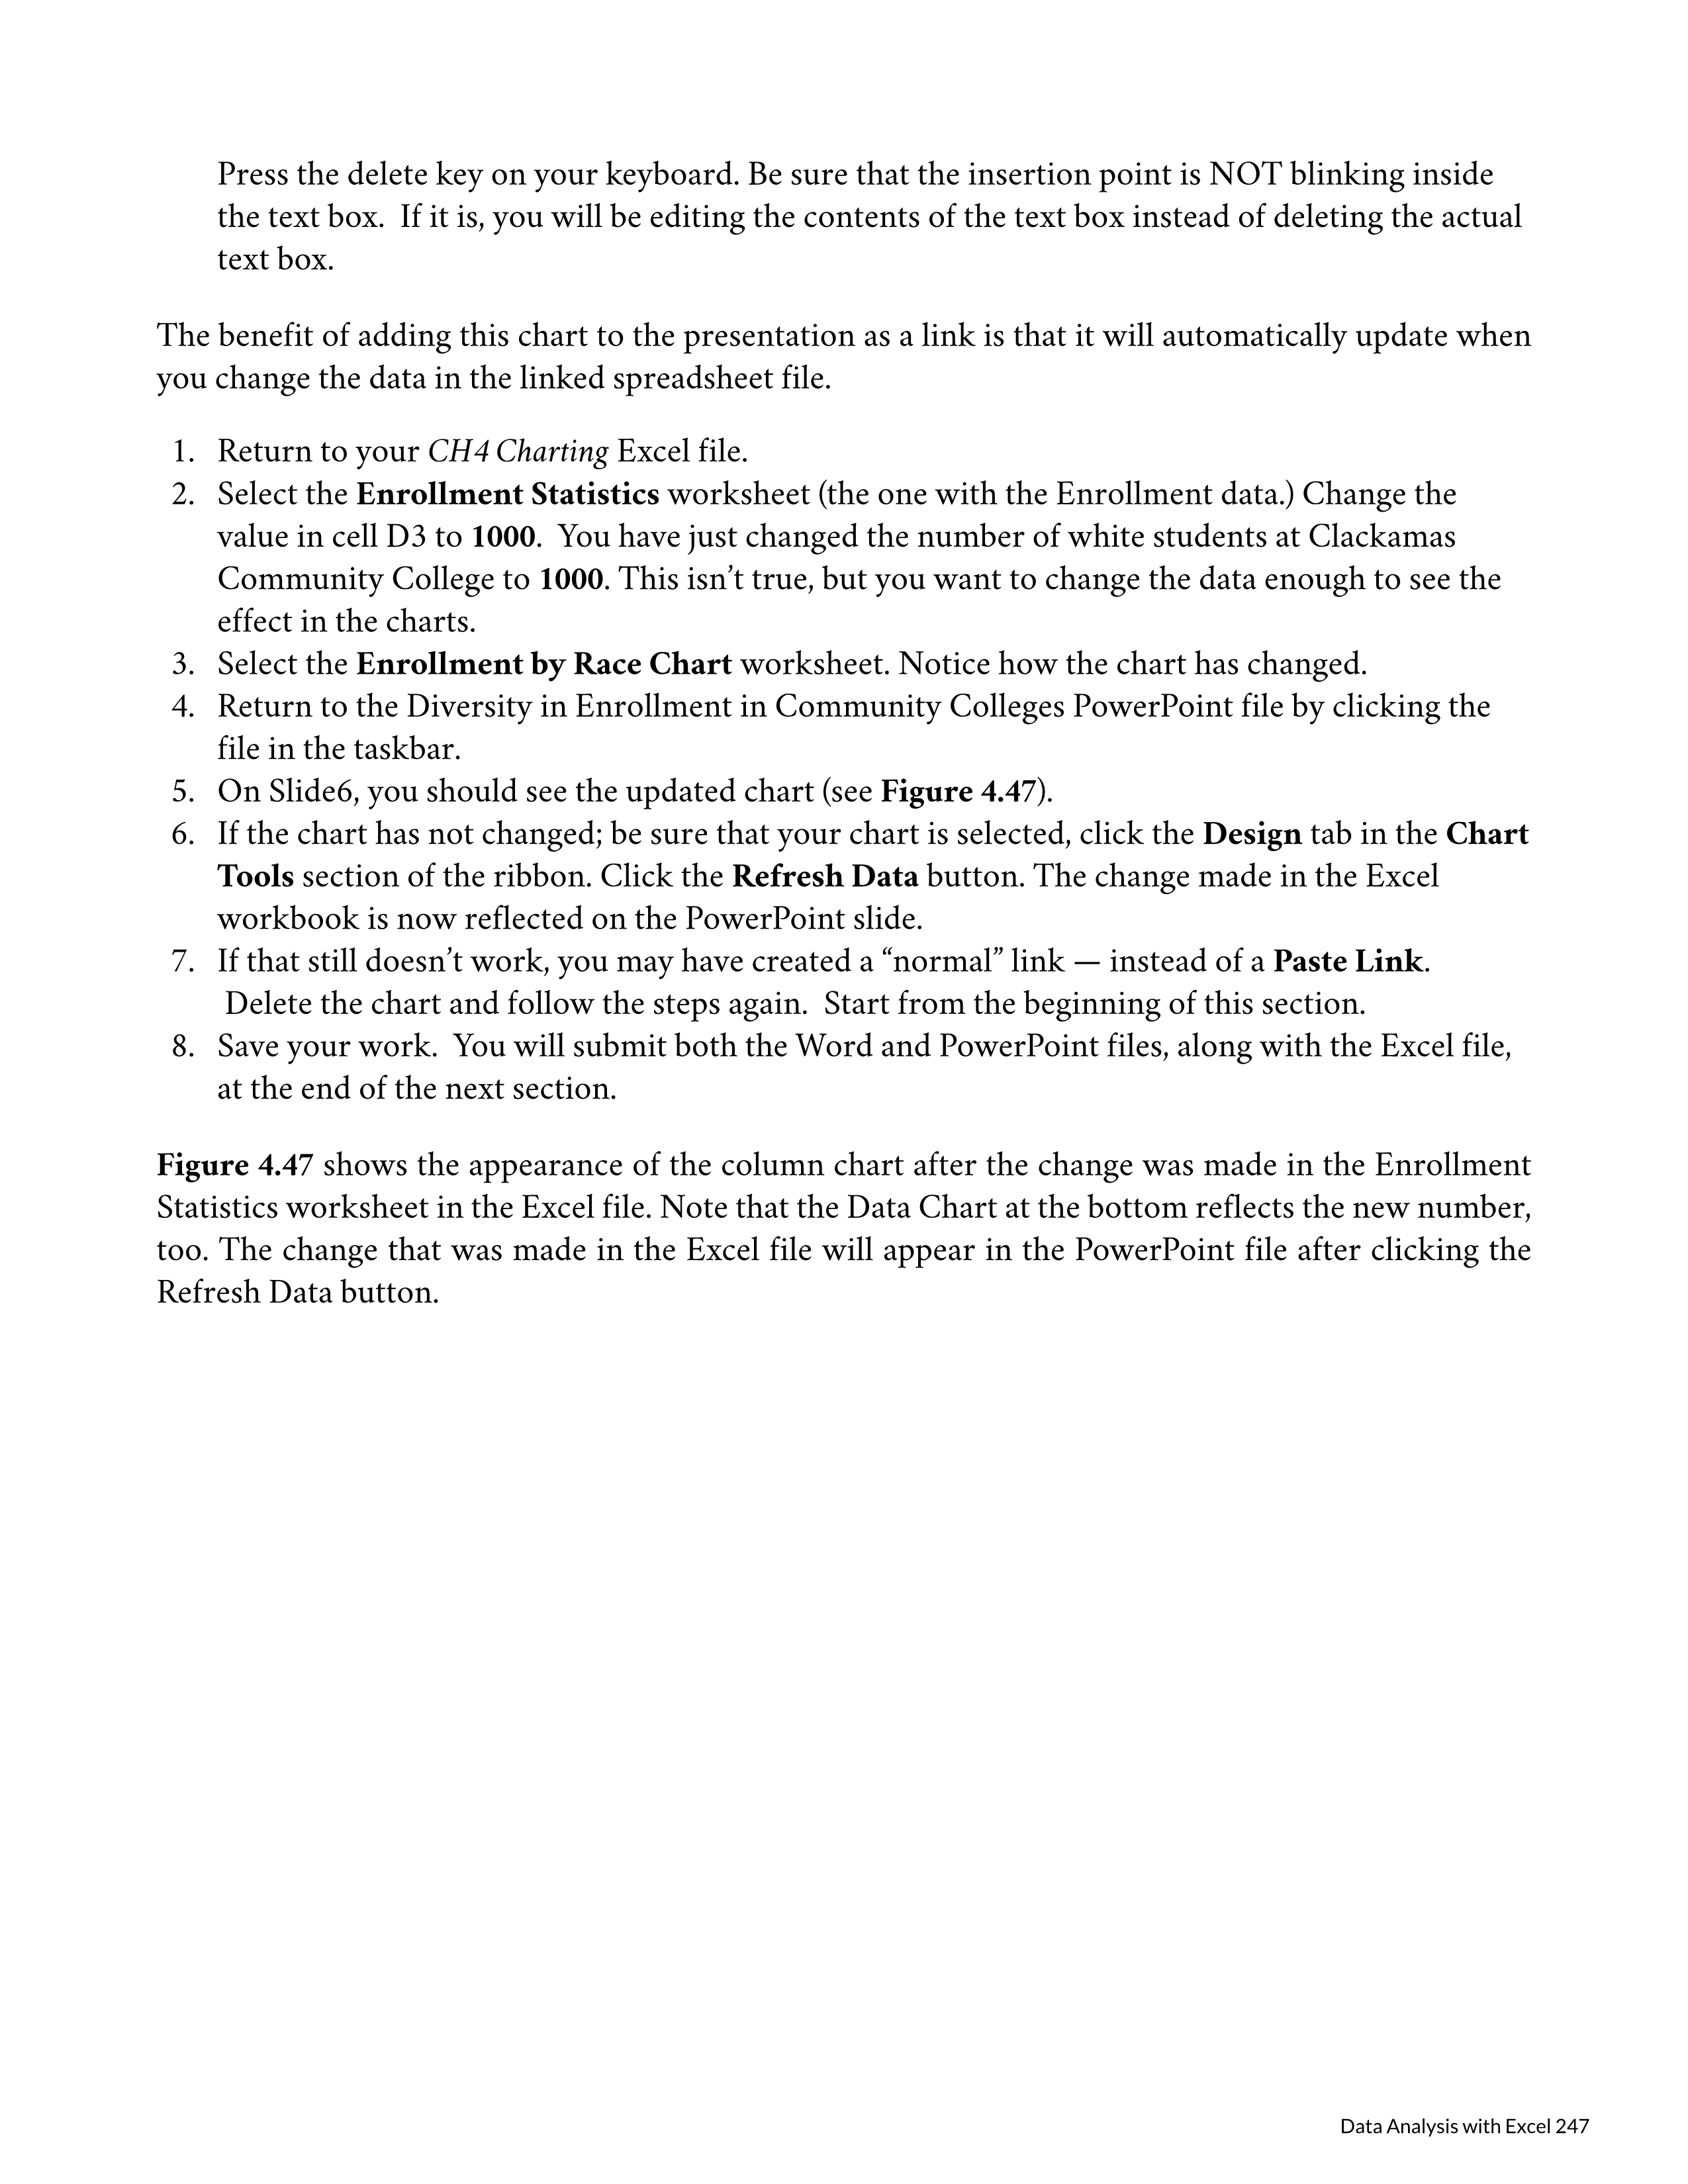 Press the delete key on your keyboard. Be sure that the insertion point is NOT blinking inside
the text box.  If it is, you will be editing the contents of the text box instead of deleting the actual
text box.
The benefit of adding this chart to the presentation as a link is that it will automatically update when
you change the data in the linked spreadsheet file.
1. Return to your CH4 Charting Excel file.
2. Select the Enrollment Statistics worksheet (the one with the Enrollment data.) Change the
value in cell D3 to 1000.  You have just changed the number of white students at Clackamas
Community College to 1000. This isn’t true, but you want to change the data enough to see the
effect in the charts.
3. Select the Enrollment by Race Chart worksheet. Notice how the chart has changed.
4. Return to the Diversity in Enrollment in Community Colleges PowerPoint file by clicking the
file in the taskbar.
5. On Slide6, you should see the updated chart (see Figure 4.47).
6. If the chart has not changed; be sure that your chart is selected, click the Design tab in the Chart
Tools section of the ribbon. Click the Refresh Data button. The change made in the Excel
workbook is now reflected on the PowerPoint slide.
7. If that still doesn’t work, you may have created a “normal” link — instead of a Paste Link.
Delete the chart and follow the steps again.  Start from the beginning of this section.
8. Save your work.  You will submit both the Word and PowerPoint files, along with the Excel file,
at the end of the next section.
Figure 4.47 shows the appearance of the column chart after the change was made in the Enrollment
Statistics worksheet in the Excel file. Note that the Data Chart at the bottom reflects the new number,
too. The change that was made in the Excel file will appear in the PowerPoint file after clicking the
Refresh Data button.
Data Analysis with Excel 247